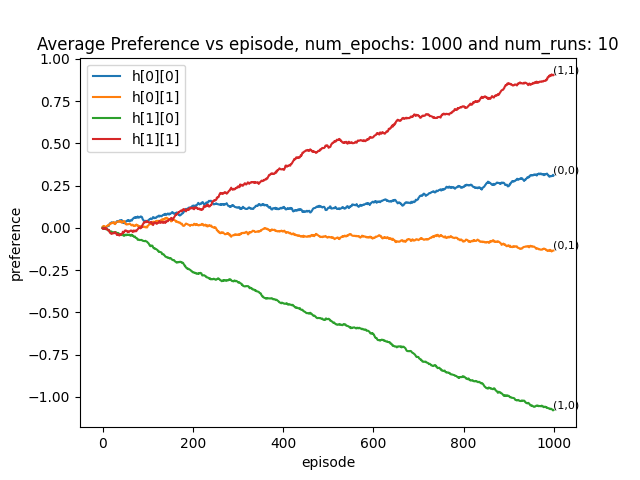 Average Preference vs episode, num_epochs: 1000 and num_runs: 10
h[0][0]
h[0][1]
h[1][0]
h[1][1]
(1,1)
(0,0)
(0,1)
(1,0)
preference
1.00
0.75
0.50
0.25
0.00
−0.25
−0.50
−0.75
−1.00
0 200 400 600 800 1000
episode